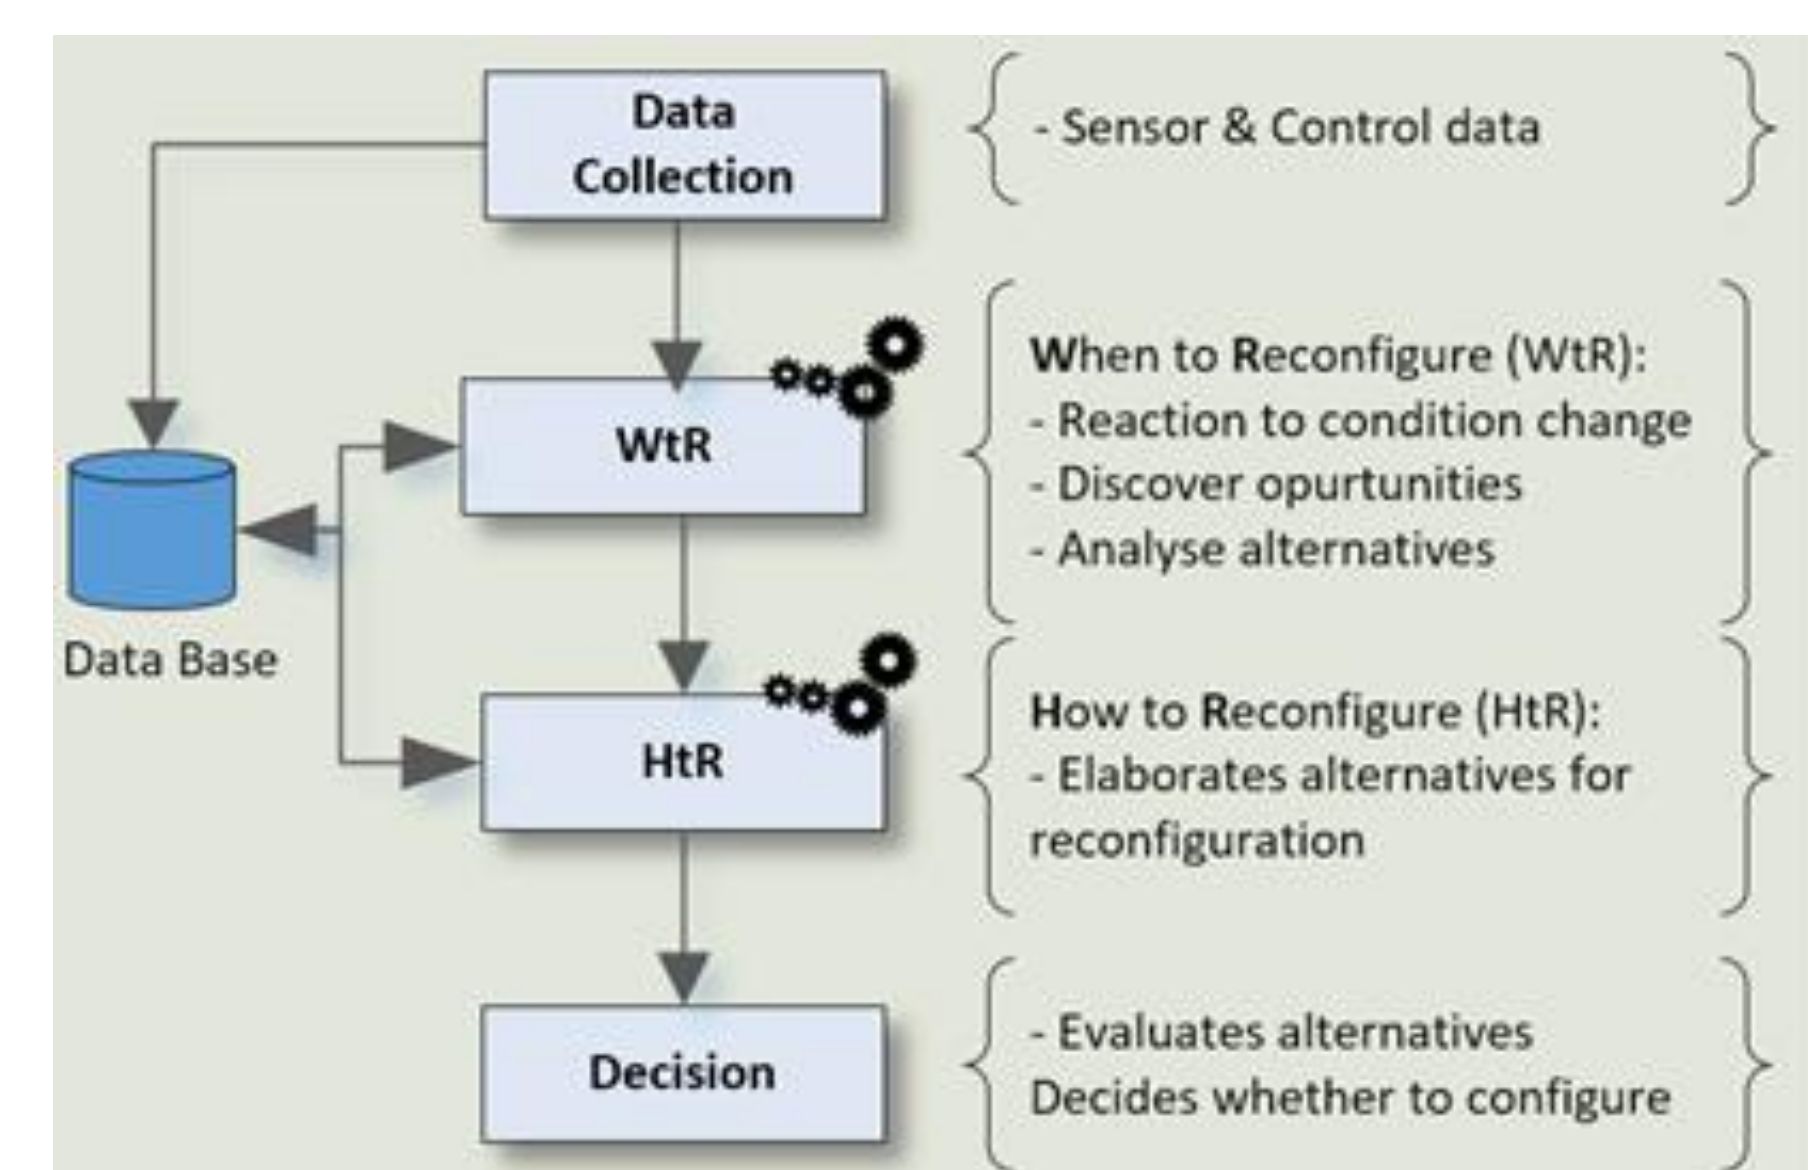 Data
Collection
- Sensor & Control data
WtR
When to Reconfigure (WtR):
- Reaction to condition change
- Discover opurtunities
- Analyse alternatives
Data Base
HtR
How to Reconfigure (HtR):
- Elaborates alternatives for
reconfiguration
Decision
- Evaluates alternatives
Decides whether to configure